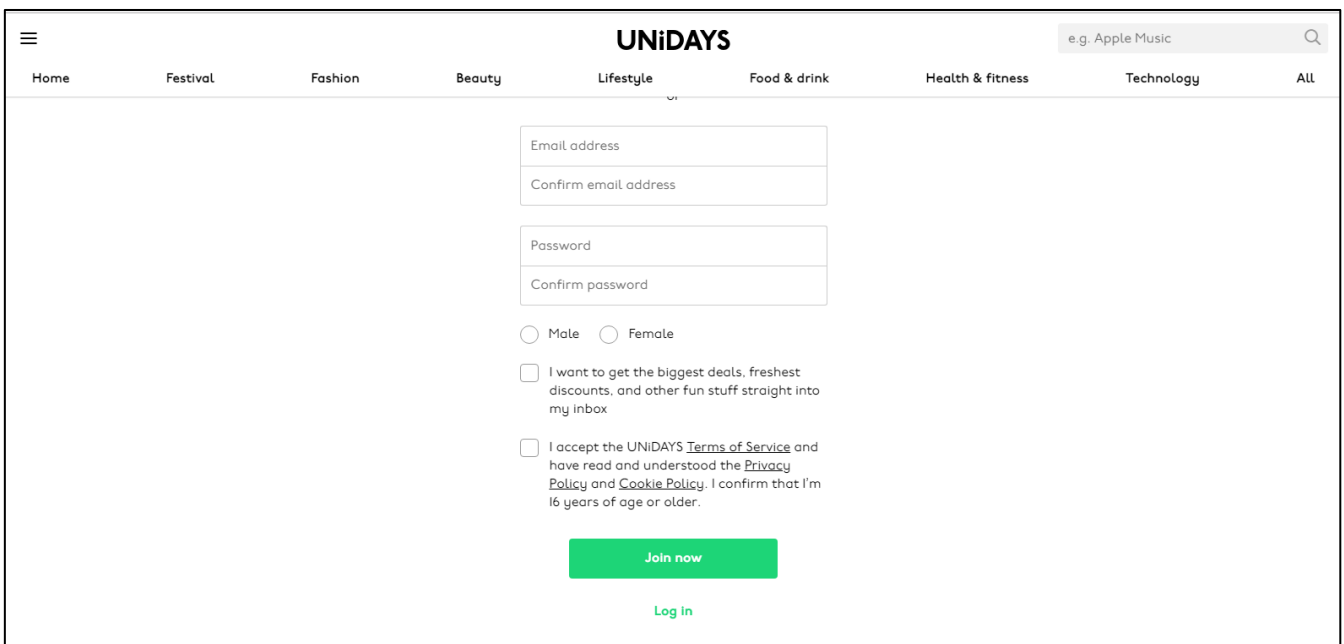 UNiDAYS
e.g. Apple Music
Home Festival Fashion Beauty Lifestyle Food & drink Health & fitness Technology All
or
Email address
Confirm email address
Password
Confirm password
Male Female
I want to get the biggest deals, freshest
discounts, and other fun stuff straight into
my inbox
I accept the UNiDAYS Terms of Service and
have read and understood the Privacy
Policy and Cookie Policy. I confirm that I'm
16 years of age or older.
Join now
Log in